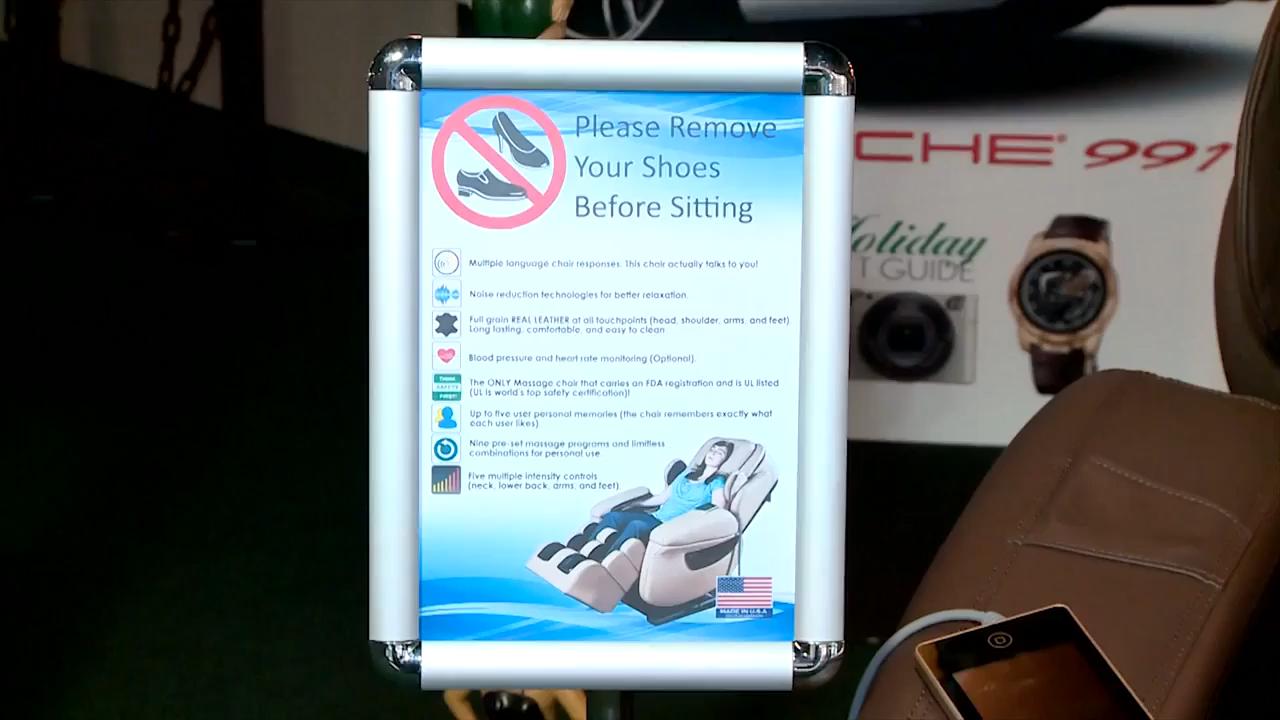 Please Remove
Your Shoes
Before Sitting
Multiple language chair responses. This chair actually talks to you!
Noise reduction technologies for better relaxation.
Full grain REAL LEATHER at all touchpoints (head, shoulder, arms, and feet)
Long lasting, comfortable, and easy to clean
Blood pressure and heart rate monitoring (Optional).
THINK
SAFETY
FIRST!
The ONLY Massage chair that carries an FDA registration and is UL listed
(UL is world's top safety certification)!
Up to five user personal memories (the chair remembers exactly what
each user likes)
Nine pre-set massage programs and limitless
combinations for personal use.
Five multiple intensity controls
(neck, lower back, arms, and feet).
MADE IN U.S.A
CHE 991
Holiday
T GUIDE